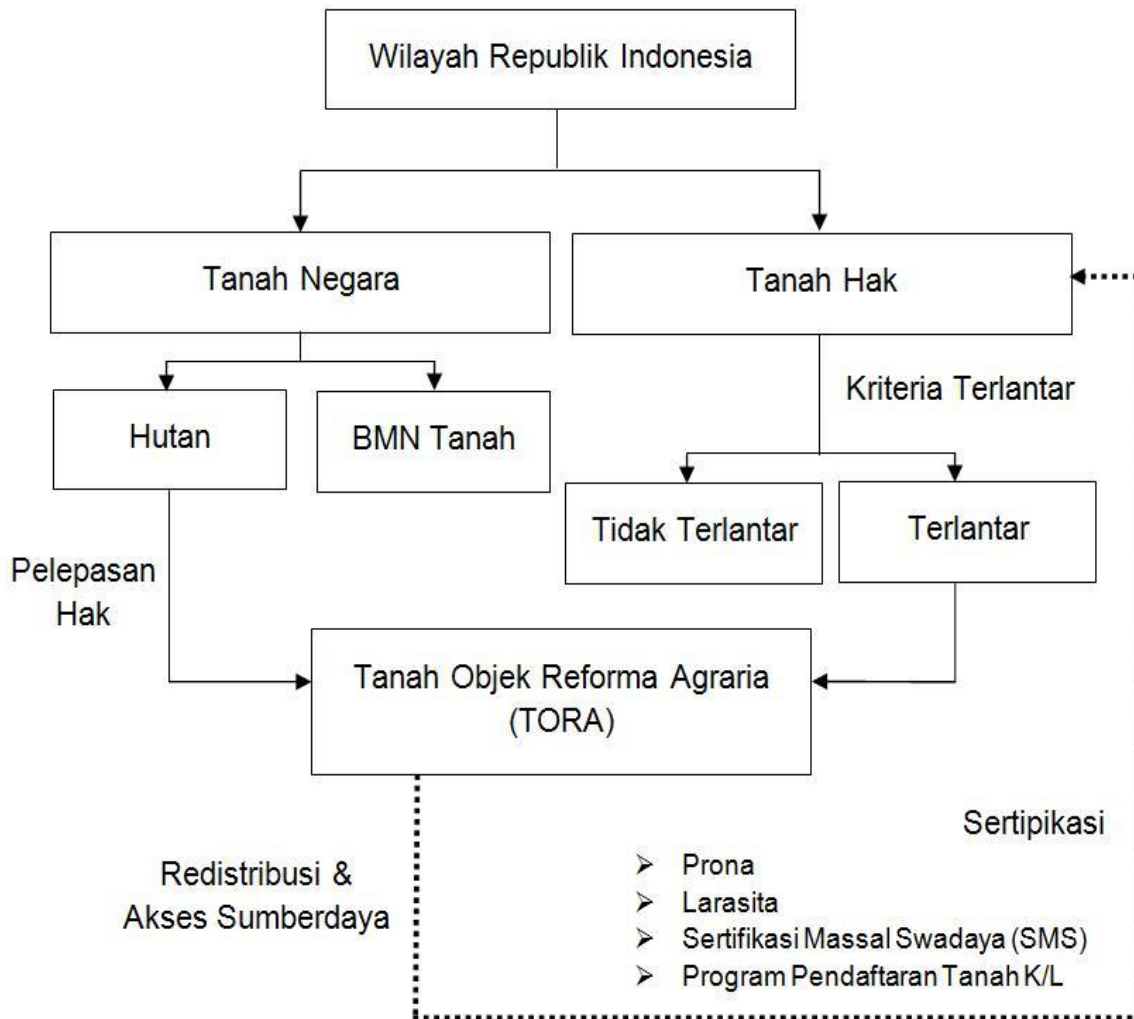 Wilayah Republik Indonesia
Tanah Negara
Tanah Hak
Kriteria Terlantar
Hutan
BMN Tanah
Tidak Terlantar
Terlantar
Pelepasan
Hak
Tanah Objek Reforma Agraria
(TORA)
Sertipikasi
Redistribusi &
Akses Sumberdaya
➢ Prona
➢ Larasita
➢ Sertifikasi Massal Swadaya (SMS)
➢ Program Pendaftaran Tanah K/L